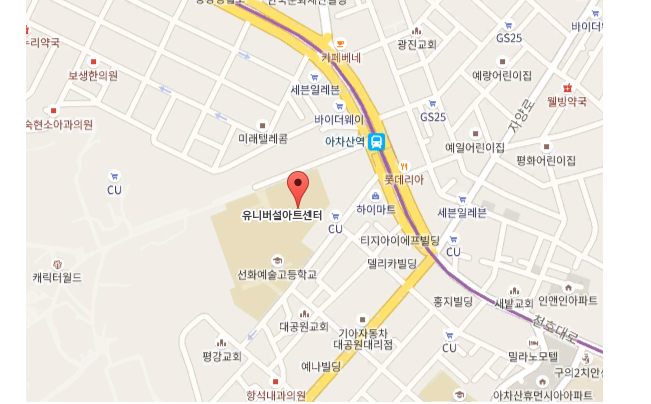 GS25
바이더웨
누리약국
광진교회
카페베네
보생한의원
예랑어린이집
세븐일레븐
웰빙약국
바이더웨이
GS25
자양로
숙현소아과의원
미래텔레콤
아차산역
예일어린이집
평화어린이집
CU
롯데리아
유니버설아트센터
CU
하이마트
세븐일레븐
티지아이에프빌딩
CU
델리카빌딩
캐릭터월드
선화예술고등학교
홍지빌딩
새밭교회
인앤인아파트
대공원교회
기아자동차
대공원대리점
천호대로
평강교회
CU
밀라노모텔
예나빌딩
구의2치안센
항석내과의원
아차산휴먼시아아파트